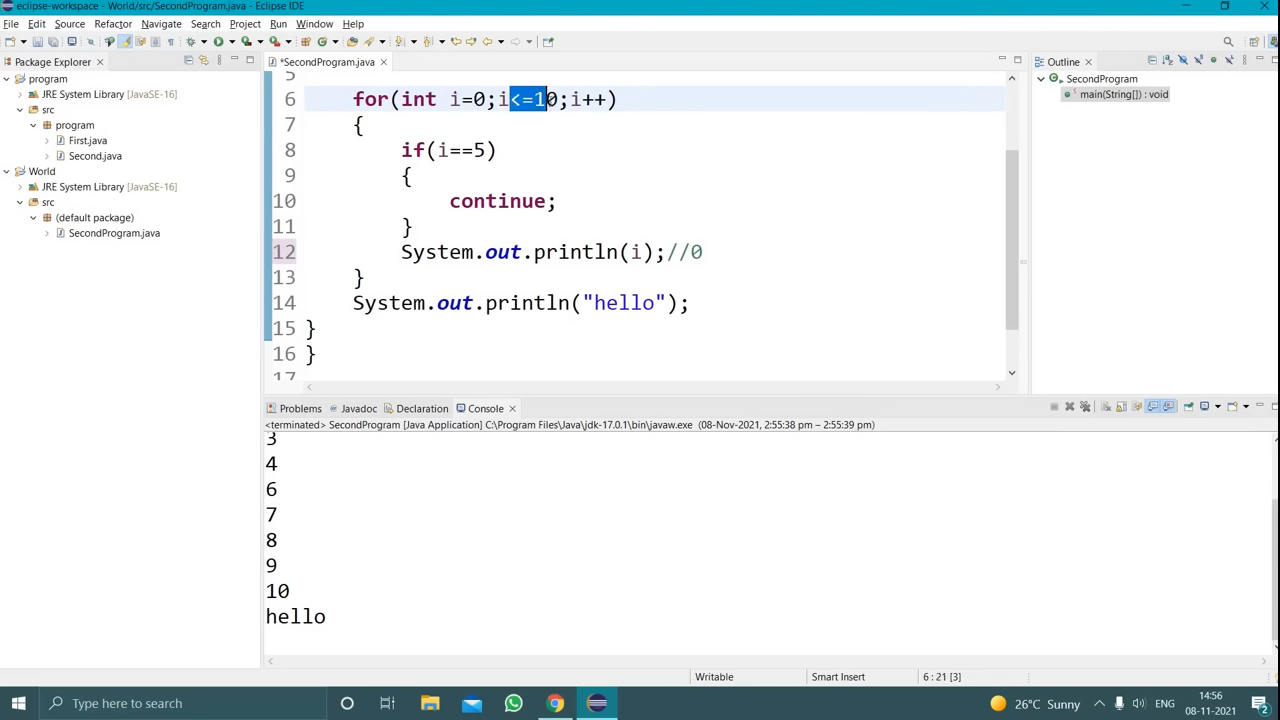 eclipse-workspace - World/src/SecondProgram.java - Eclipse IDE
File Edit Source Refactor Navigate Search Project Run Window Help
Package Explorer
program
JRE System Library [JavaSE-16]
src
program
First.java
Second.java
World
JRE System Library [JavaSE-16]
src
(default package)
SecondProgram.java
*SecondProgram.java
5
6 for(int i=0;i<=10;i++)
7 {
8 if(i==5)
9 {
10 continue;
11 }
12 System.out.println(i);//0
13 }
14 System.out.println("hello");
15 }
16 }
17
Outline
SecondProgram
main(String[]) : void
Problems Javadoc Declaration Console
<terminated> SecondProgram [Java Application] C:\Program Files\Java\jdk-17.0.1\bin\javaw.exe (08-Nov-2021, 2:55:38 pm – 2:55:39 pm)
3
4
6
7
8
9
10
hello
Writable Smart Insert 6 : 21 [3]
Type here to search
26°C Sunny ENG 14:56
08-11-2021
2